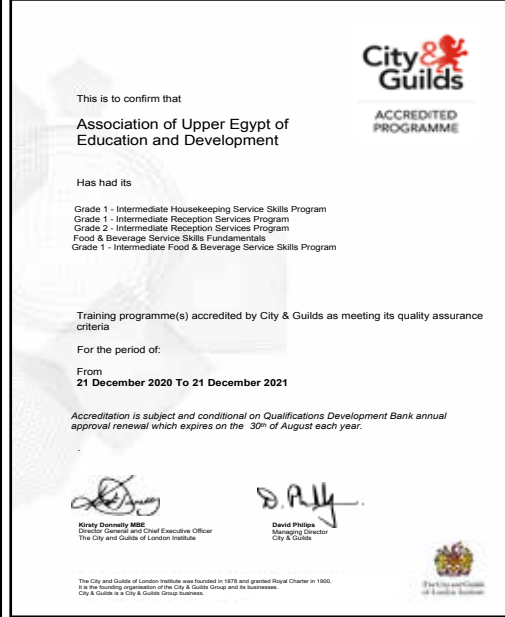 City&
Guilds
ACCREDITED
PROGRAMME
This is to confirm that
Association of Upper Egypt of
Education and Development
Has had its
Grade 1 - Intermediate Housekeeping Service Skills Program
Grade 1 - Intermediate Reception Services Program
Grade 2 - Intermediate Reception Services Program
Food & Beverage Service Skills Fundamentals
Grade 1 - Intermediate Food & Beverage Service Skills Program
Training programme(s) accredited by City & Guilds as meeting its quality assurance
criteria
For the period of:
From
21 December 2020 To 21 December 2021
Accreditation is subject and conditional on Qualifications Development Bank annual
approval renewal which expires on the 30th of August each year.
.
Kirsty Donnelly MBE
Director General and Chief Executive Officer
The City and Guilds of London Institute
David Philips
Managing Director
City & Guilds
The City and Guilds of London Institute was founded in 1878 and granted Royal Charter in 1900.
It is the founding organisation of the City & Guilds Group and its businesses.
City & Guilds is a City & Guilds Group business.
The City and Guilds
of London Institute